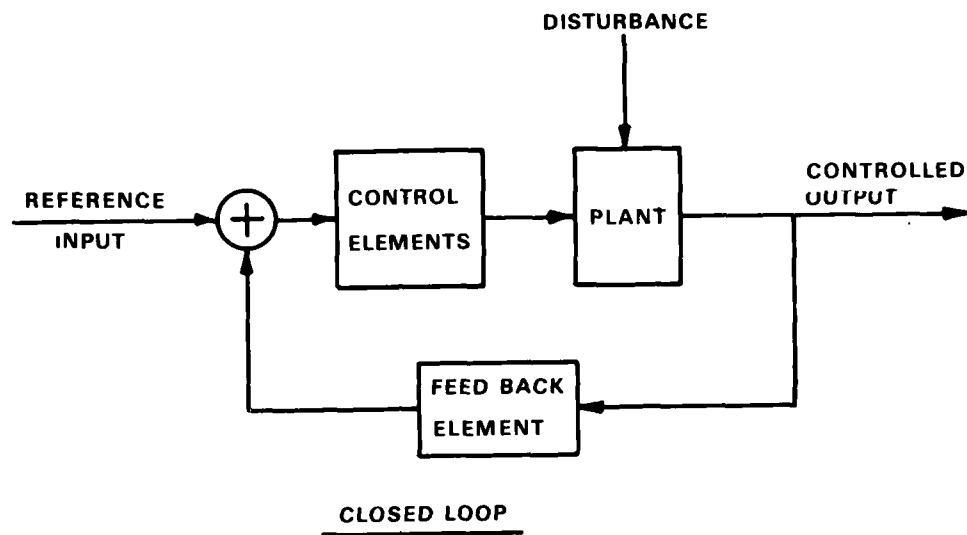 DISTURBANCE
REFERENCE
INPUT
+
CONTROL
ELEMENTS
PLANT
CONTROLLED
OUTPUT
FEED BACK
ELEMENT
CLOSED LOOP